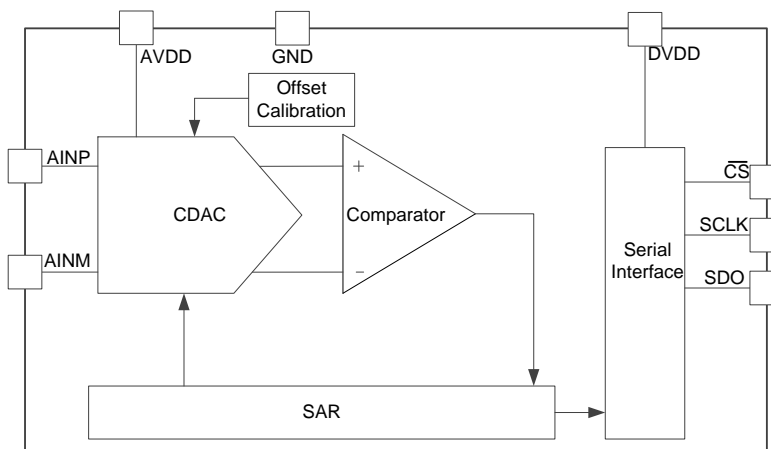 AVDD
GND
DVDD
Offset
Calibration
AINP
+
CS
CDAC
Comparator
SCLK
Serial
Interface
AINM
−
SDO
SAR